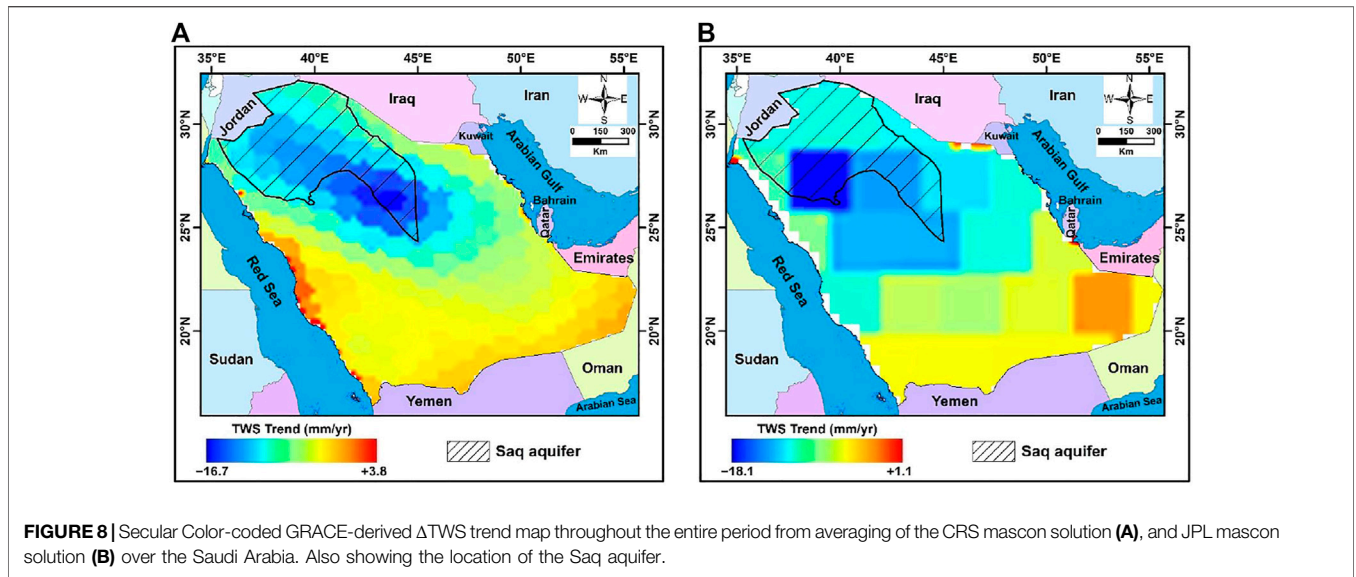 A
35°E 40°E 45°E 50°E 55°E
30°N
25°N
20°N
Jordan
Iraq
Iran
Kuwait
Arabian Gulf
Bahrain
Qatar
Emirates
Red Sea
Sudan
Oman
Yemen
Arabian Sea
N
W E
S
0 150 300
Km
TWS Trend (mm/yr)
−16.7 +3.8
Saq aquifer
B
35°E 40°E 45°E 50°E 55°E
30°N
25°N
20°N
Jordan
Iraq
Iran
Kuwait
Arabian Gulf
Bahrain
Qatar
Emirates
Red Sea
Sudan
Oman
Yemen
Arabian Sea
N
W E
S
0 150 300
Km
TWS Trend (mm/yr)
−18.1 +1.1
Saq aquifer
FIGURE 8 | Secular Color-coded GRACE-derived ΔTWS trend map throughout the entire period from averaging of the CRS mascon solution (A), and JPL mascon
solution (B) over the Saudi Arabia. Also showing the location of the Saq aquifer.